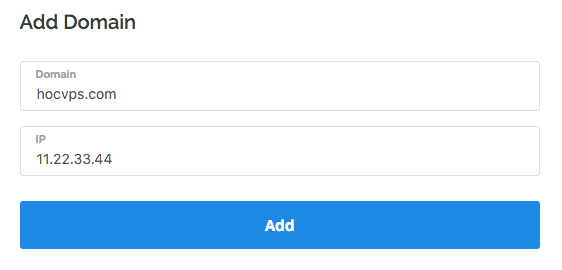 Add Domain
Domain
hocvps.com
IP
11.22.33.44
Add